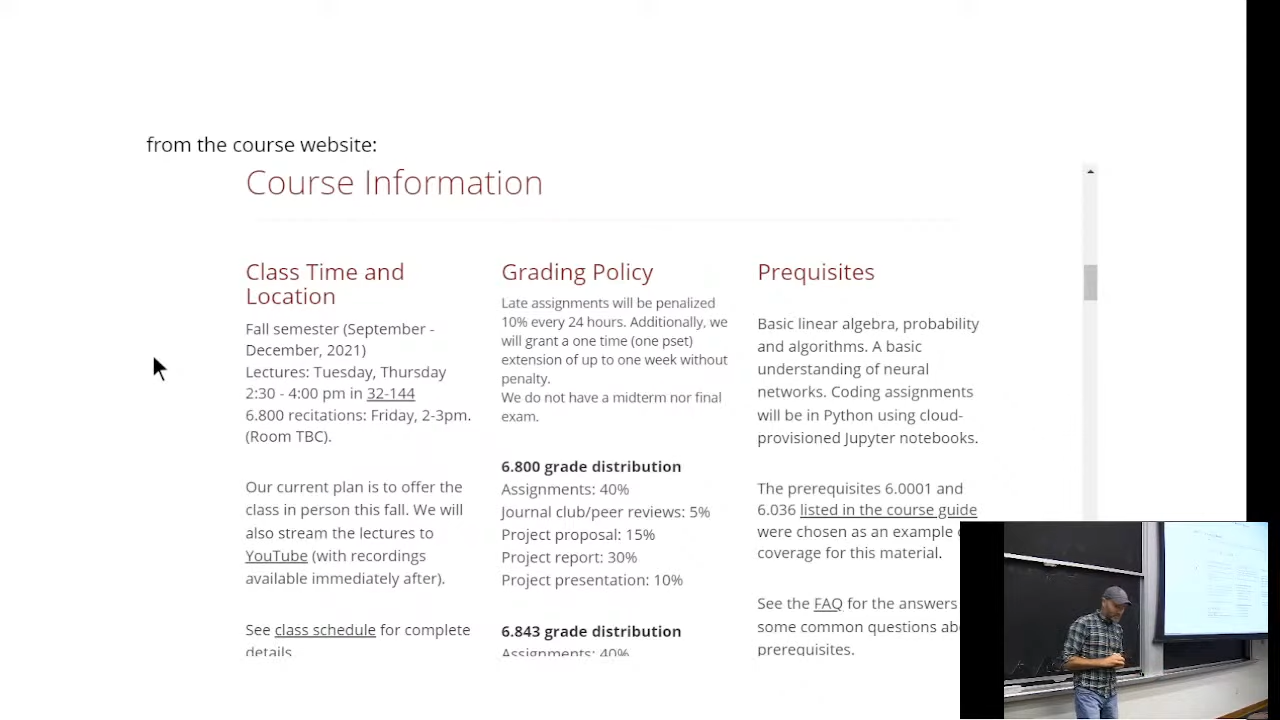 from the course website:
Course Information
Class Time and
Location
Fall semester (September -
December, 2021)
Lectures: Tuesday, Thursday
2:30 - 4:00 pm in 32-144
6.800 recitations: Friday, 2-3pm.
(Room TBC).
Our current plan is to offer the
class in person this fall. We will
also stream the lectures to
YouTube (with recordings
available immediately after).
See class schedule for complete
details
Grading Policy
Late assignments will be penalized
10% every 24 hours. Additionally, we
will grant a one time (one pset)
extension of up to one week without
penalty.
We do not have a midterm nor final
exam.
6.800 grade distribution
Assignments: 40%
Journal club/peer reviews: 5%
Project proposal: 15%
Project report: 30%
Project presentation: 10%
6.843 grade distribution
Assignments: 40%
Prequisites
Basic linear algebra, probability
and algorithms. A basic
understanding of neural
networks. Coding assignments
will be in Python using cloud-
provisioned Jupyter notebooks.
The prerequisites 6.0001 and
6.036 listed in the course guide
were chosen as an example
coverage for this material.
See the FAQ for the answers
some common questions
prerequisites.